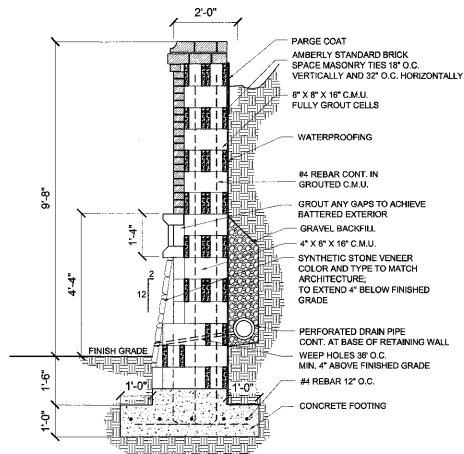 2'-0"
PARGE COAT
AMBERLY STANDARD BRICK
SPACE MASONRY TIES 18" O.C.
VERTICALLY AND 32" O.C. HORIZONTALLY
8" X 8" X 16" C.M.U.
FULLY GROUT CELLS
WATERPROOFING
9'-8"
#4 REBAR CONT. IN
GROUTED C.M.U.
GROUT ANY GAPS TO ACHIEVE
BATTERED EXTERIOR
1'-4"
GRAVEL BACKFILL
4" X 8" X 16" C.M.U.
4'-4"
SYNTHETIC STONE VENEER
COLOR AND TYPE TO MATCH
ARCHITECTURE;
TO EXTEND 4" BELOW FINISHED
GRADE
2
12
PERFORATED DRAIN PIPE
CONT. AT BASE OF RETAINING WALL
FINISH GRADE
WEEP HOLES 36" O.C.
MIN. 4" ABOVE FINISHED GRADE
1'-6"
1'-0"
1'-0"
#4 REBAR 12" O.C.
1'-0"
CONCRETE FOOTING